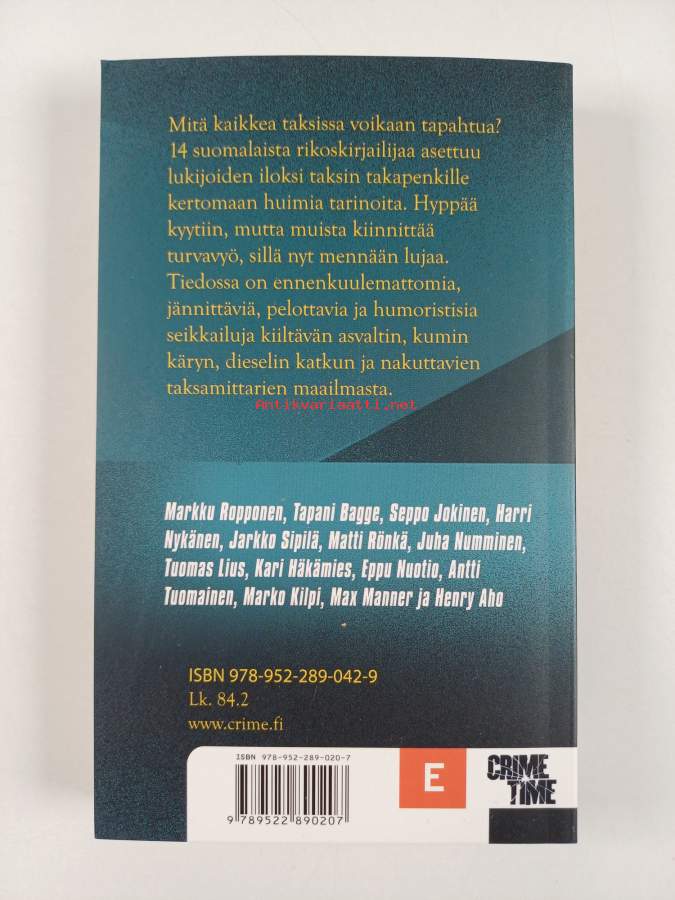 Mitä kaikkea taksissa voikaan tapahtua?
14 suomalaista rikoskirjailijaa asettuu
lukijoiden iloksi taksin takapenkille
kertomaan huimia tarinoita. Hyppää
kyytiin, mutta muista kiinnittää
turvavyö, sillä nyt mennään lujaa.
Tiedossa on ennenkuulemattomia,
jännittäviä, pelottavia ja humoristisia
seikkailuja kiiltävän asvaltin, kumin
käryn, dieselin katkun ja nakuttavien
taksamittarien maailmasta.
Antikvariaatti.net
Markku Ropponen, Tapani Bagge, Seppo Jokinen, Harri
Nykänen, Jarkko Sipilä, Matti Rönkä, Juha Numminen,
Tuomas Lius, Kari Häkämies, Eppu Nuotio, Antti
Tuomainen, Marko Kilpi, Max Manner ja Henry Aho
ISBN 978-952-289-042-9
Lk. 84.2
www.crime.fi
ISBN 978-952-289-020-7
9 789522 890207
E
CRIME
TIME